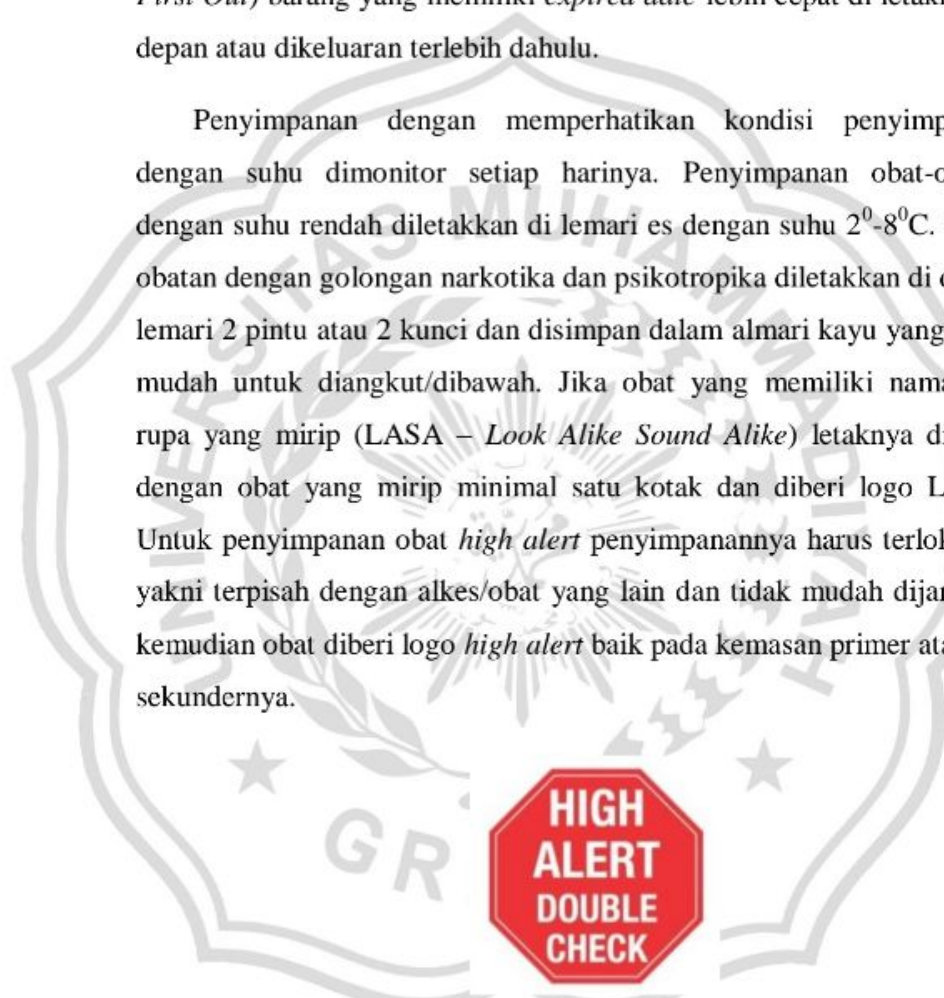 First Out) barang yang memiliki expired date lebih cepat di letak
depan atau dikeluaran terlebih dahulu.
Penyimpanan dengan memperhatikan kondisi penyimp
dengan suhu dimonitor setiap harinya. Penyimpanan obat-o
dengan suhu rendah diletakkan di lemari es dengan suhu 2⁰-8⁰C.
obatan dengan golongan narkotika dan psikotropika diletakkan di
lemari 2 pintu atau 2 kunci dan disimpan dalam almari kayu yang
mudah untuk diangkut/dibawah. Jika obat yang memiliki nama
rupa yang mirip (LASA – Look Alike Sound Alike) letaknya di
dengan obat yang mirip minimal satu kotak dan diberi logo L
Untuk penyimpanan obat high alert penyimpanannya harus terlok
yakni terpisah dengan alkes/obat yang lain dan tidak mudah dijan
kemudian obat diberi logo high alert baik pada kemasan primer ata
sekundernya.
UNIVERSITAS MUHAMMADIYAH
GR
HIGH
ALERT
DOUBLE
CHECK